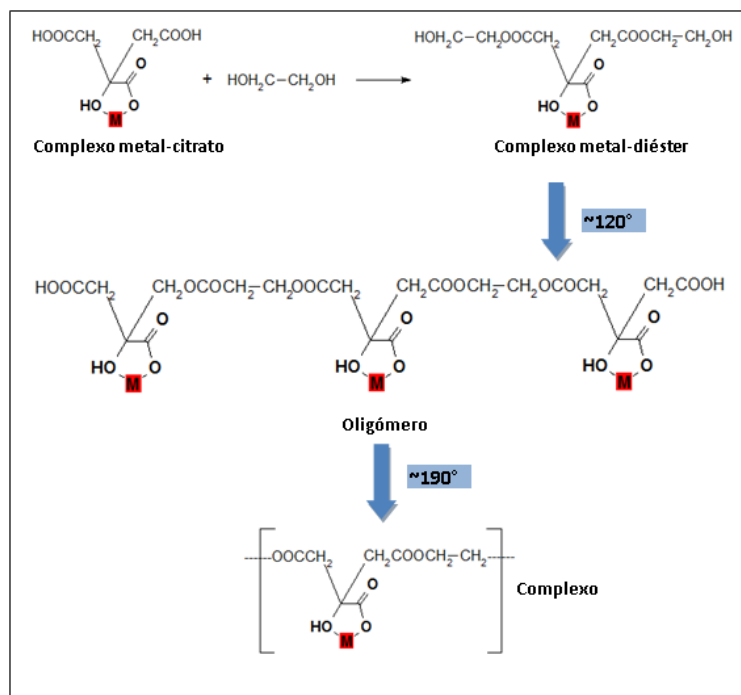 HOOCCH₂ CH₂COOH HOH₂C–CH₂OOCCH₂ CH₂COOCH₂–CH₂OH
O O
+ HOH₂C–CH₂OH
HO O HO O
M M
Complexo metal-citrato Complexo metal-diéster
~120°
HOOCCH₂ CH₂OCOCH₂–CH₂OOCCH₂ CH₂COOCH₂–CH₂OCOCH₂ CH₂COOH
O O O
HO O HO O HO O
M M M
Oligómero
~190°
OOCCH₂ CH₂COOCH₂–CH₂
O
Complexo
HO O
M